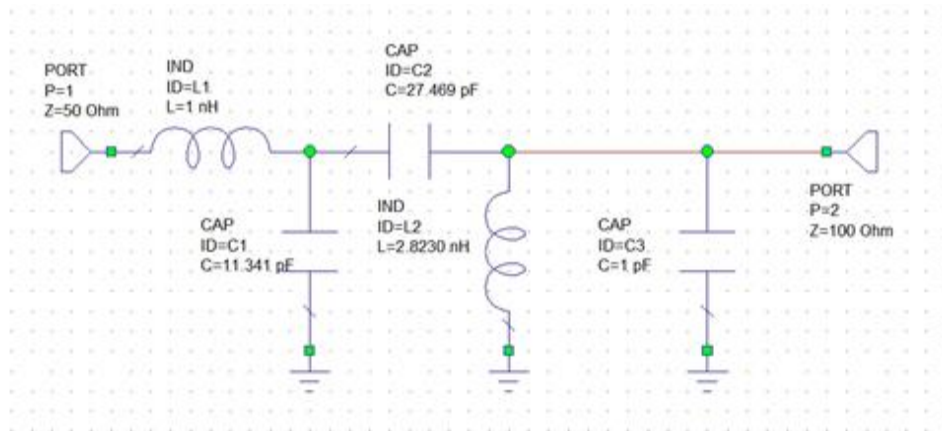 PORT
P=1
Z=50 Ohm
IND
ID=L1
L=1 nH
CAP
ID=C2
C=27.469 pF
CAP
ID=C1
C=11.341 pF
IND
ID=L2
L=2.8230 nH
CAP
ID=C3
C=1 pF
PORT
P=2
Z=100 Ohm